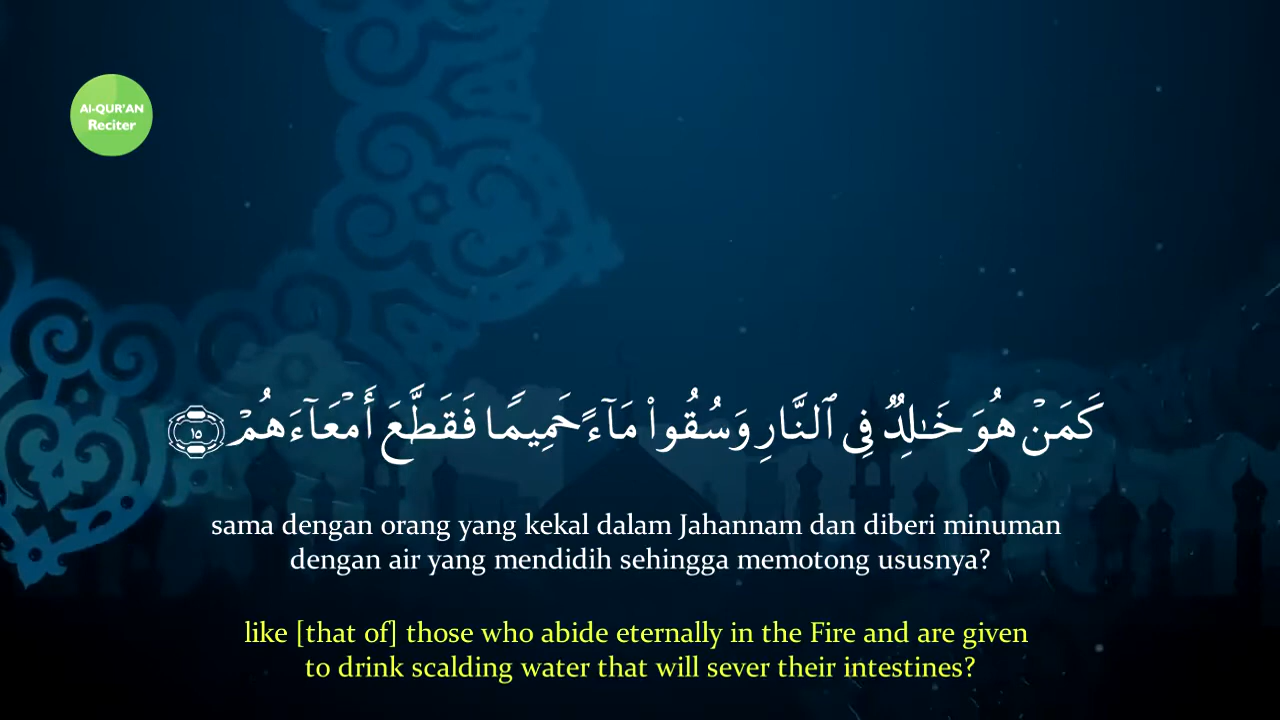 Al-QUR'AN
Reciter
كَمَنْ هُوَ خَـٰلِدٌ فِى ٱلنَّارِ وَسُقُوا۟ مَآءً حَمِيمًا فَقَطَّعَ أَمْعَآءَهُمْ ١٥
sama dengan orang yang kekal dalam Jahannam dan diberi minuman
dengan air yang mendidih sehingga memotong ususnya?
like [that of] those who abide eternally in the Fire and are given
to drink scalding water that will sever their intestines?